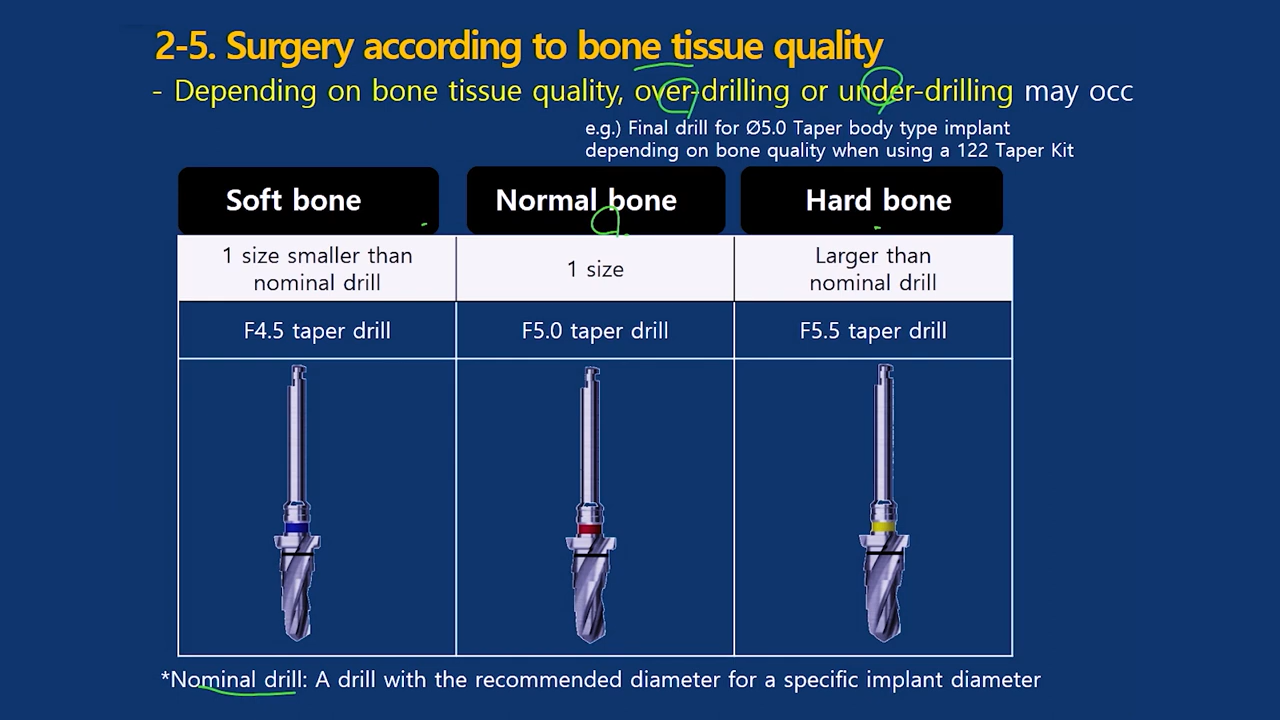 2-5. Surgery according to bone tissue quality
- Depending on bone tissue quality, over-drilling or under-drilling may occ
e.g.) Final drill for Ø5.0 Taper body type implant
depending on bone quality when using a 122 Taper Kit
Soft bone Normal bone Hard bone
1 size smaller than
nominal drill
1 size
Larger than
nominal drill
F4.5 taper drill F5.0 taper drill F5.5 taper drill
*Nominal drill: A drill with the recommended diameter for a specific implant diameter